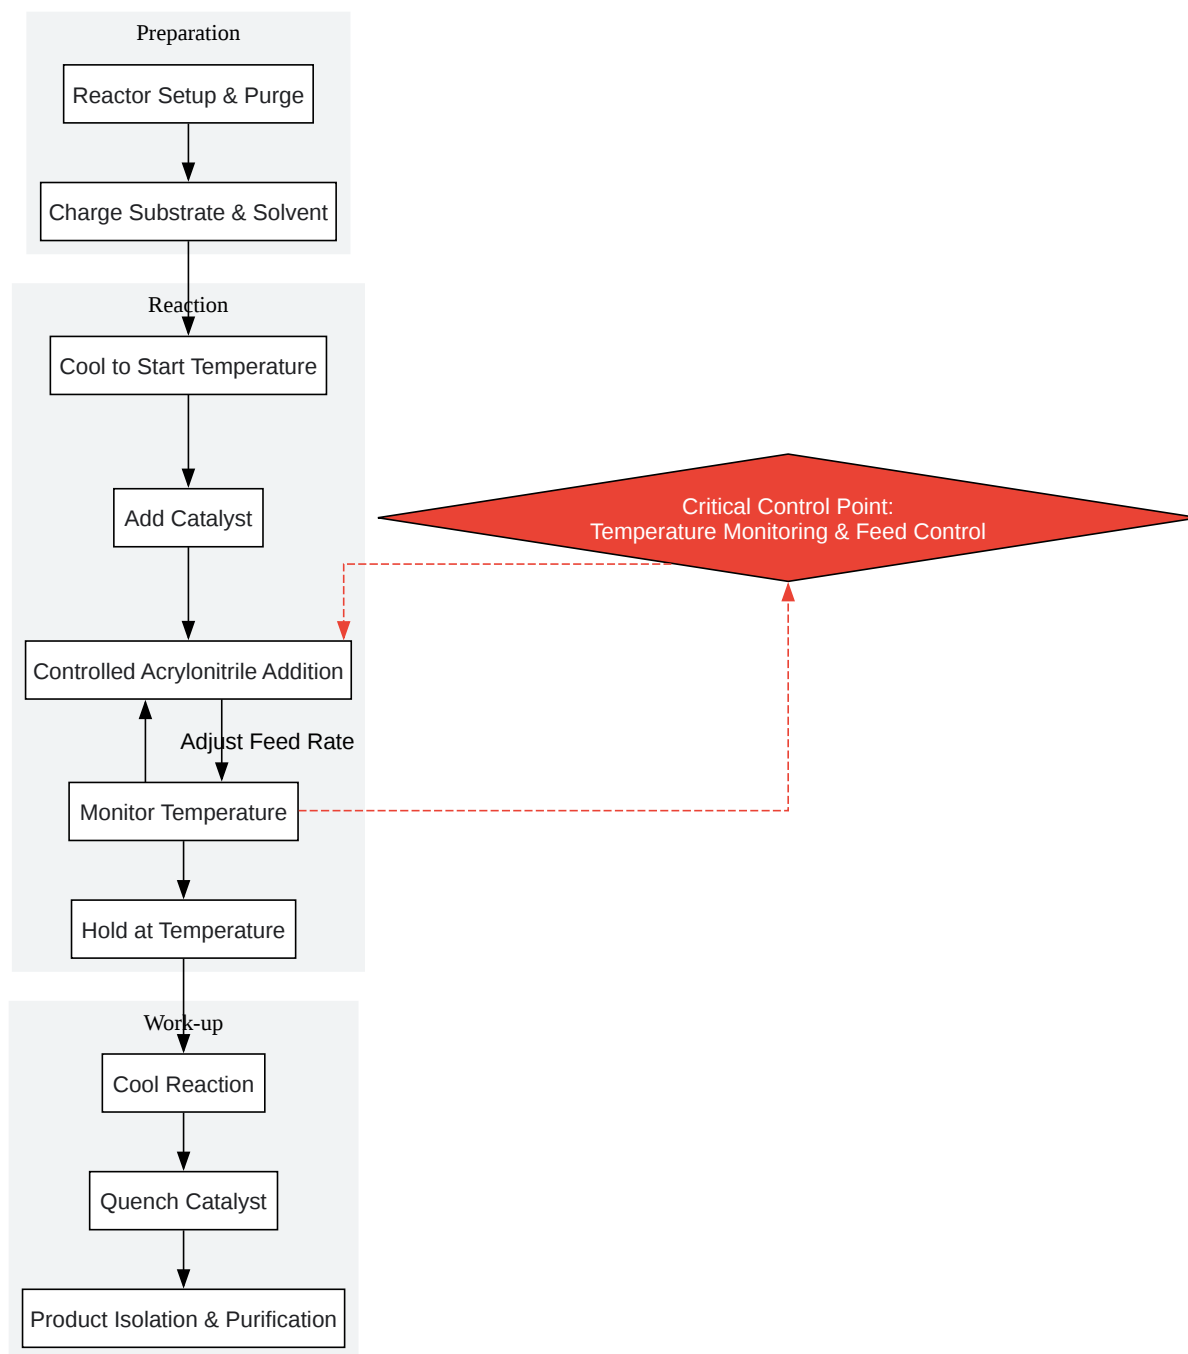 Preparation
Reactor Setup & Purge
Charge Substrate & Solvent
Reaction
Cool to Start Temperature
Add Catalyst
Critical Control Point:
Temperature Monitoring & Feed Control
Controlled Acrylonitrile Addition
Adjust Feed Rate
Monitor Temperature
Hold at Temperature
Work-up
Cool Reaction
Quench Catalyst
Product Isolation & Purification